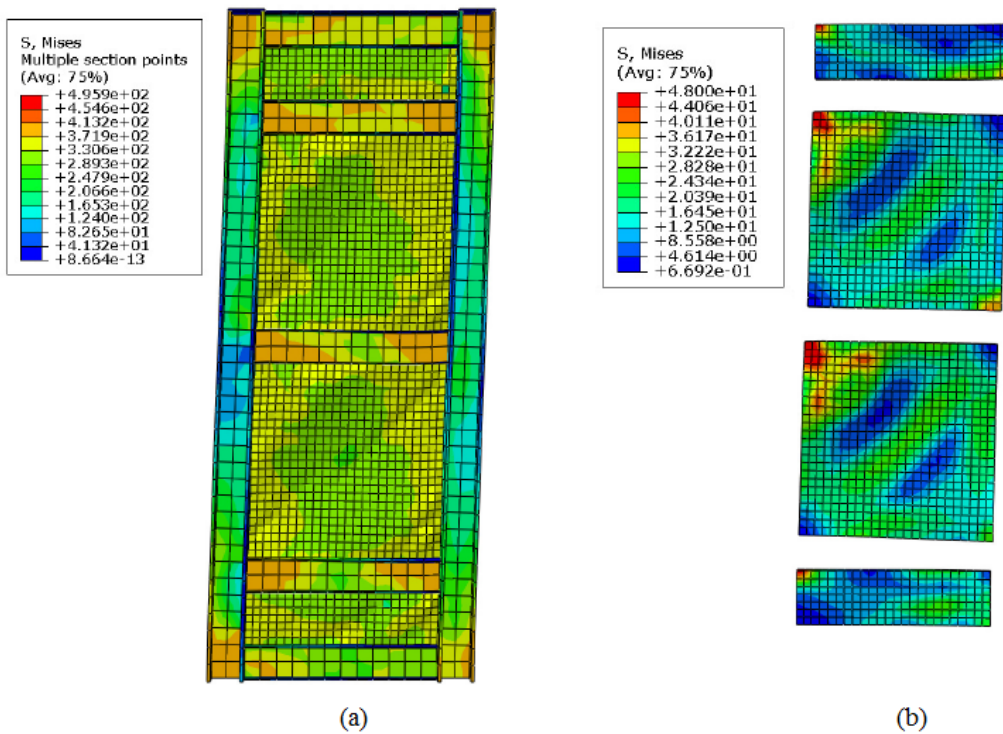 S, Mises
Multiple section points
(Avg: 75%)
+4.959e+02
+4.546e+02
+4.132e+02
+3.719e+02
+3.306e+02
+2.893e+02
+2.479e+02
+2.066e+02
+1.653e+02
+1.240e+02
+8.265e+01
+4.132e+01
+8.664e-13
S, Mises
(Avg: 75%)
+4.800e+01
+4.406e+01
+4.011e+01
+3.617e+01
+3.222e+01
+2.828e+01
+2.434e+01
+2.039e+01
+1.645e+01
+1.250e+01
+8.558e+00
+4.614e+00
+6.692e-01
(a)
(b)